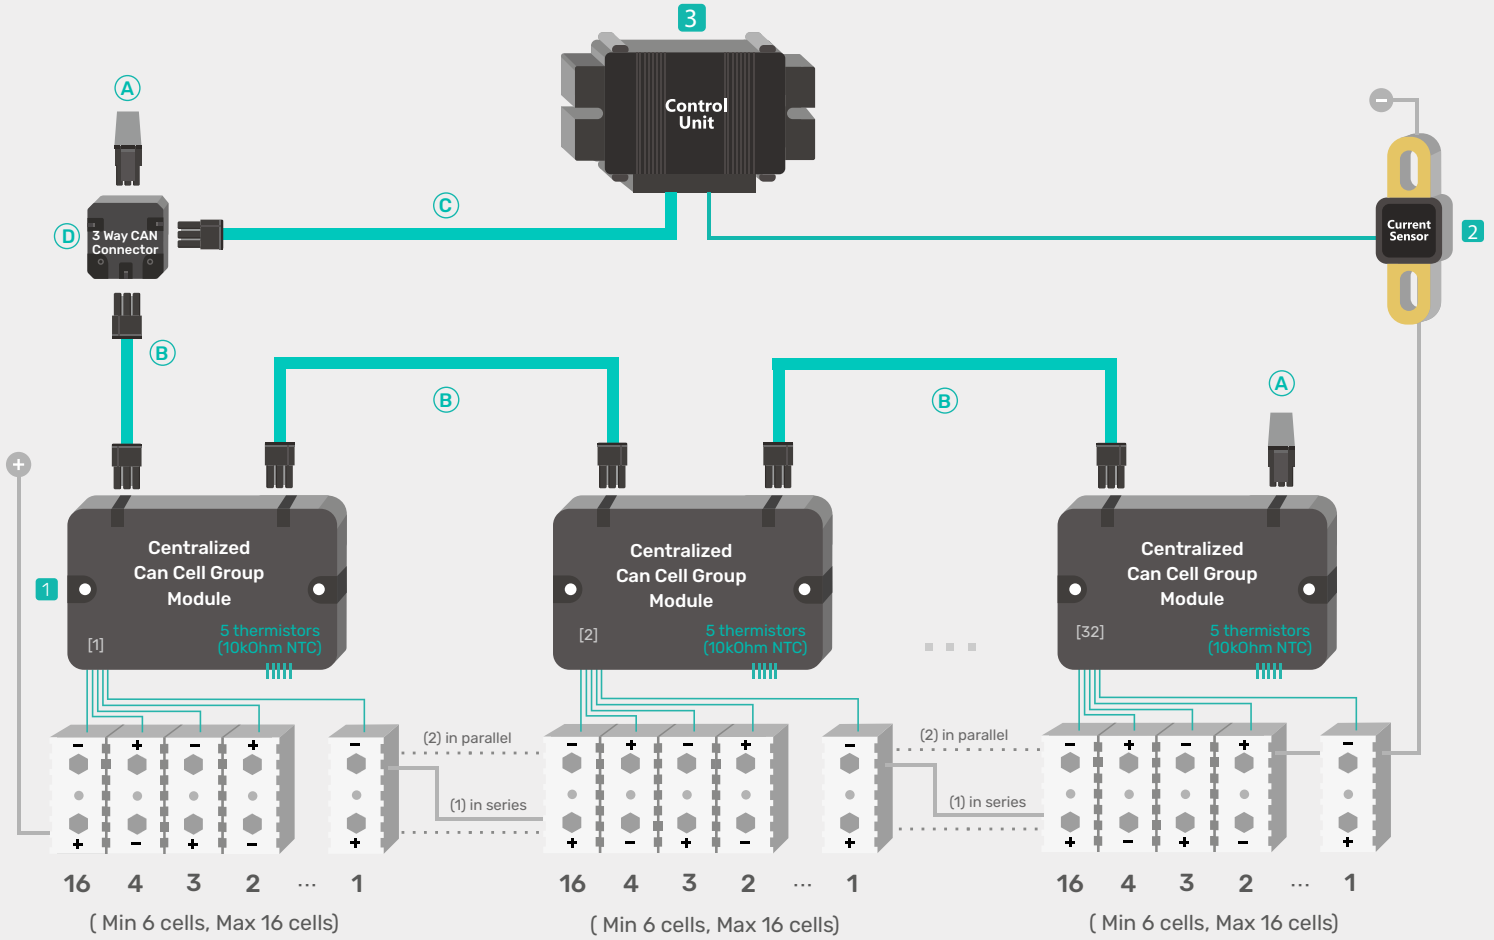 3
A
Control
Unit
−
C
D
3 Way CAN
Connector
Current
Sensor
2
B
B
B
A
+
Centralized
Can Cell Group
Module
1
[1]
5 thermistors
(10kOhm NTC)
Centralized
Can Cell Group
Module
[2]
5 thermistors
(10kOhm NTC)
Centralized
Can Cell Group
Module
[32]
5 thermistors
(10kOhm NTC)
− + − + −
(2) in parallel
− + − + −
(2) in parallel
− + − + −
(1) in series
(1) in series
+ − + − +
+ − + − +
+ − + − +
16 4 3 2 ... 1
16 4 3 2 ... 1
16 4 3 2 ... 1
( Min 6 cells, Max 16 cells)
( Min 6 cells, Max 16 cells)
( Min 6 cells, Max 16 cells)